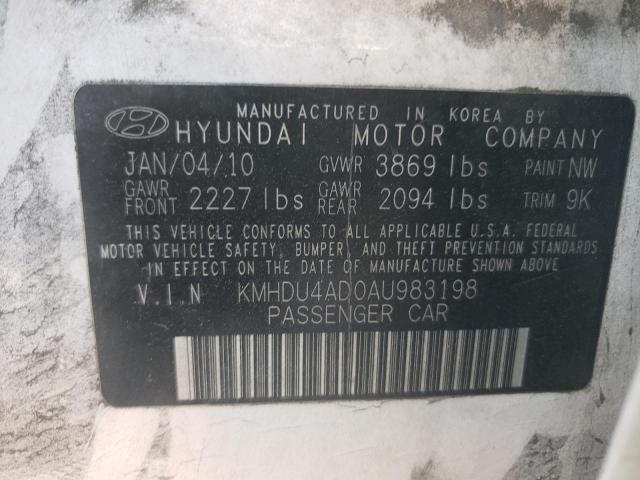 MANUFACTURED IN KOREA BY
HYUNDAI MOTOR COMPANY
JAN/04/10 GVWR 3869 lbs PAINT NW
GAWR FRONT 2227 lbs GAWR REAR 2094 lbs TRIM 9K
THIS VEHICLE CONFORMS TO ALL APPLICABLE U.S.A. FEDERAL
MOTOR VEHICLE SAFETY, BUMPER, AND THEFT PREVENTION STANDARDS
IN EFFECT ON THE DATE OF MANUFACTURE SHOWN ABOVE.
V.I.N KMHDU4AD0AU983198
PASSENGER CAR